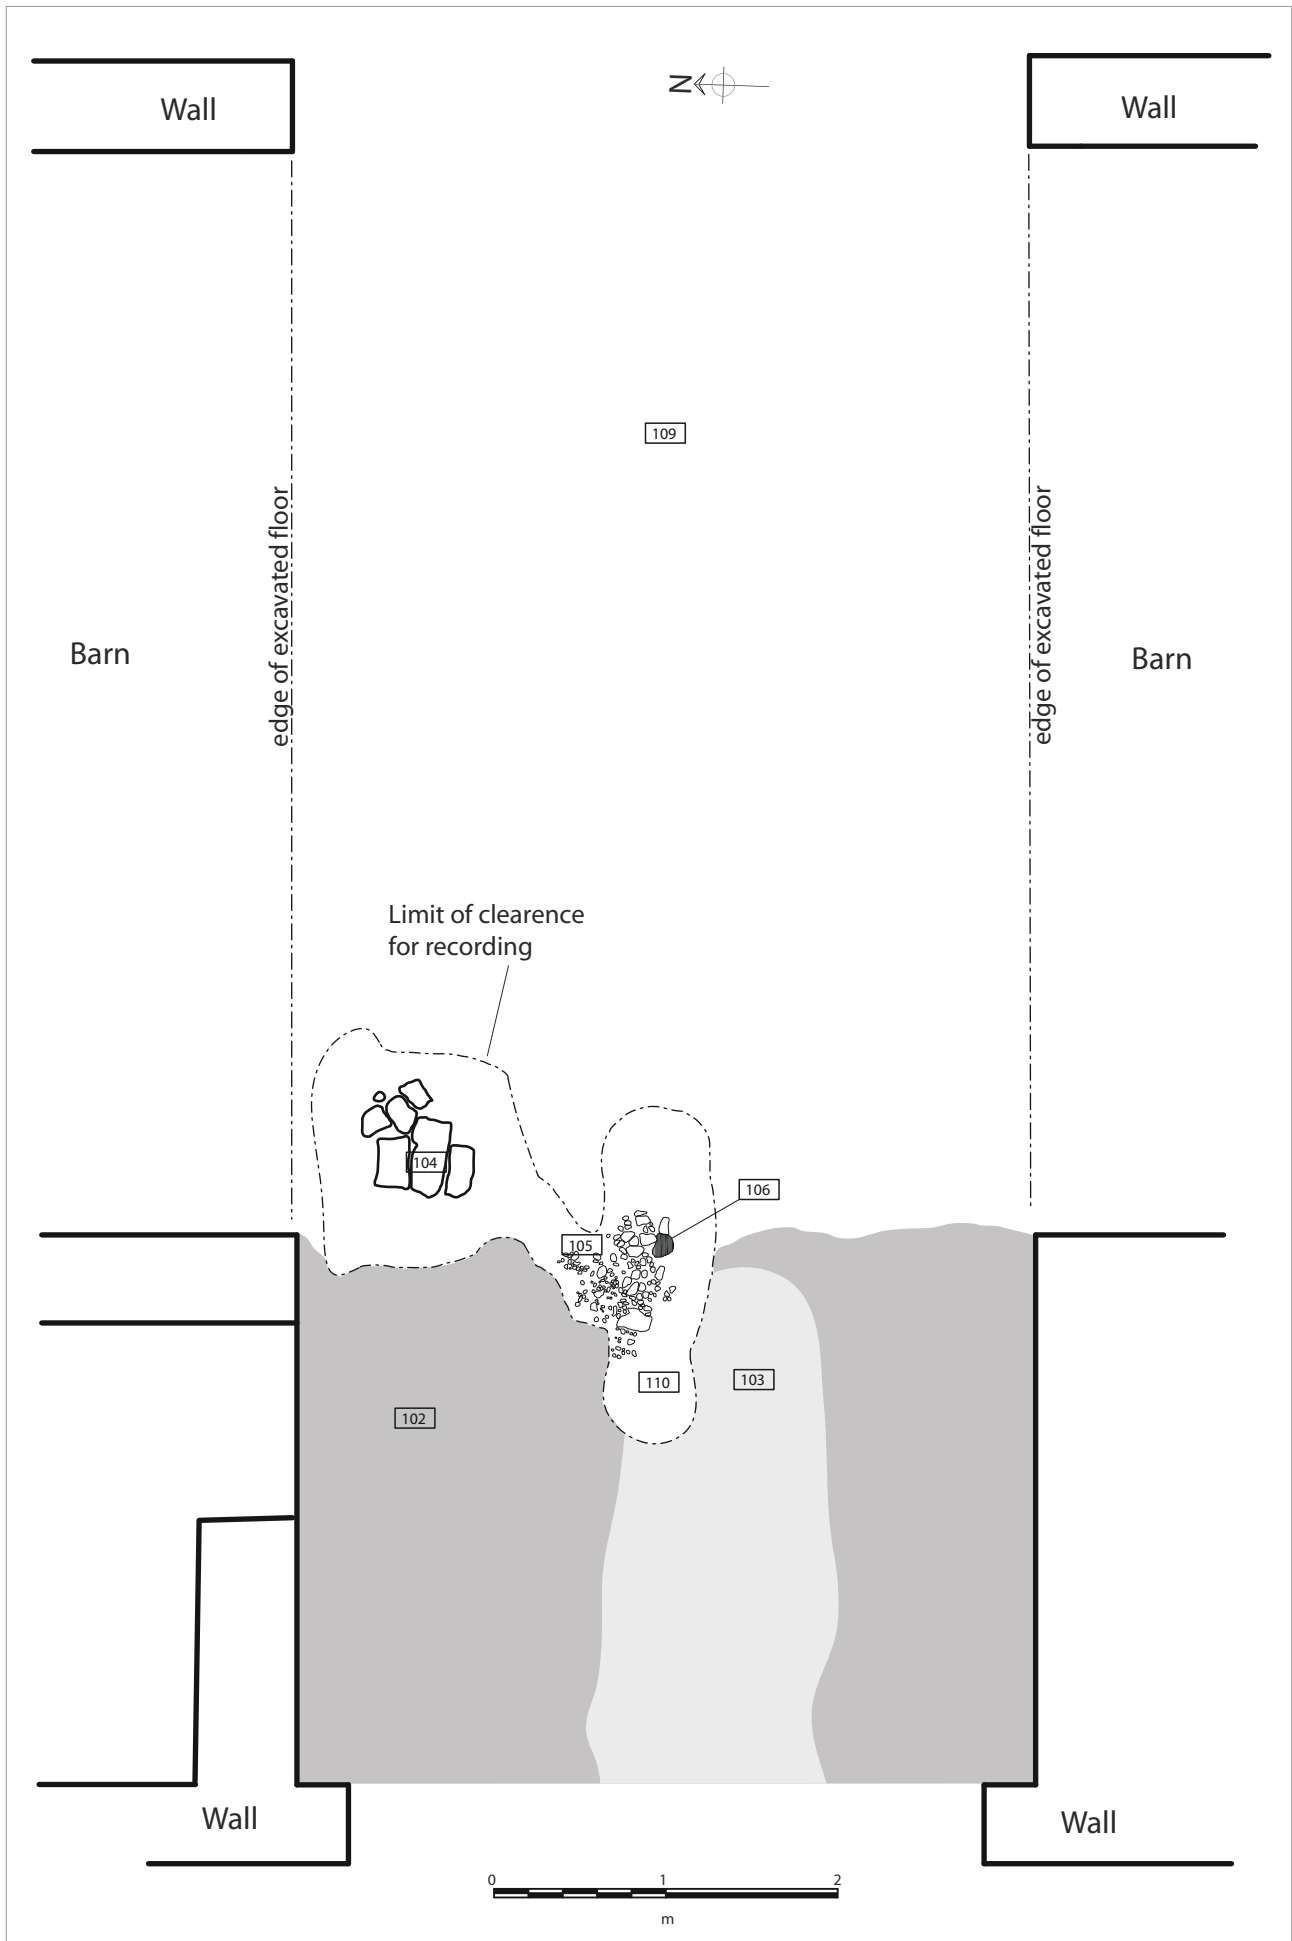 N
Wall
Wall
109
edge of excavated floor
edge of excavated floor
Barn
Barn
Limit of clearence
for recording
104
106
105
110
103
102
Wall
Wall
0 1 2
m